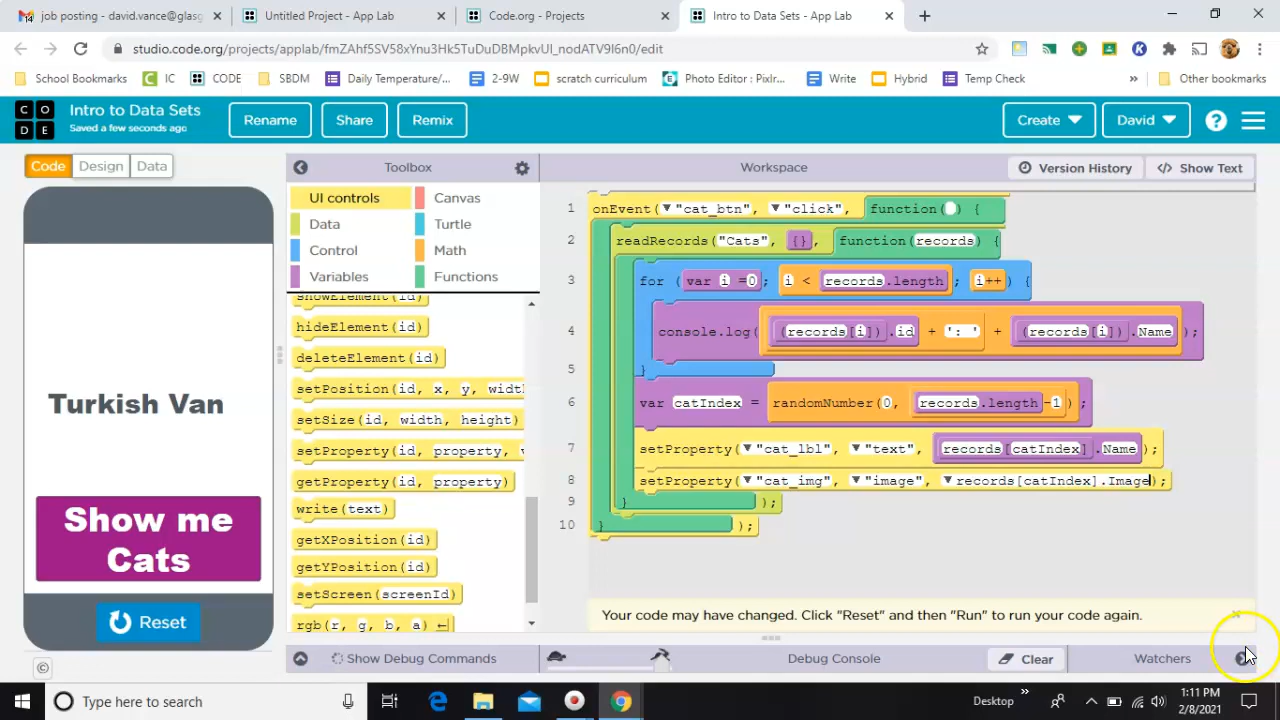 job posting - david.vance@glasg
Untitled Project - App Lab
Code.org - Projects
Intro to Data Sets - App Lab
studio.code.org/projects/applab/fmZAhf5SV58xYnu3Hk5TuDuDBMpkvUI_nodATV9I6n0/edit
School Bookmarks
IC
CODE
SBDM
Daily Temperature/...
2-9W
scratch curriculum
Photo Editor : Pixlr...
Write
Hybrid
Temp Check
»
Other bookmarks
C O
D E
Intro to Data Sets
Saved a few seconds ago
Rename
Share
Remix
Create
David
?
Code
Design
Data
Toolbox
Workspace
Version History
</> Show Text
UI controls
Canvas
Data
Turtle
Control
Math
Variables
Functions
showElement(id)
hideElement(id)
deleteElement(id)
setPosition(id, x, y, widt
setSize(id, width, height)
setProperty(id, property,
getProperty(id, property)
write(text)
getXPosition(id)
getYPosition(id)
setScreen(screenId)
rgb(r, g, b, a)
1 onEvent(▼"cat_btn", ▼"click", function( ) {
2 readRecords("Cats", {}, function(records) {
3 for (var i =0; i < records.length; i++) {
4 console.log((records[i]).id + ': ' + (records[i]).Name);
5 }
6 var catIndex = randomNumber(0, records.length-1);
7 setProperty(▼"cat_lbl", ▼"text", records[catIndex].Name);
8 setProperty(▼"cat_img", ▼"image", ▼records[catIndex].Image);
9 } );
10 } );
Turkish Van
Show me
Cats
Reset
Your code may have changed. Click "Reset" and then "Run" to run your code again.
Show Debug Commands
Debug Console
Clear
Watchers
Type here to search
Desktop
»
1:11 PM
2/8/2021